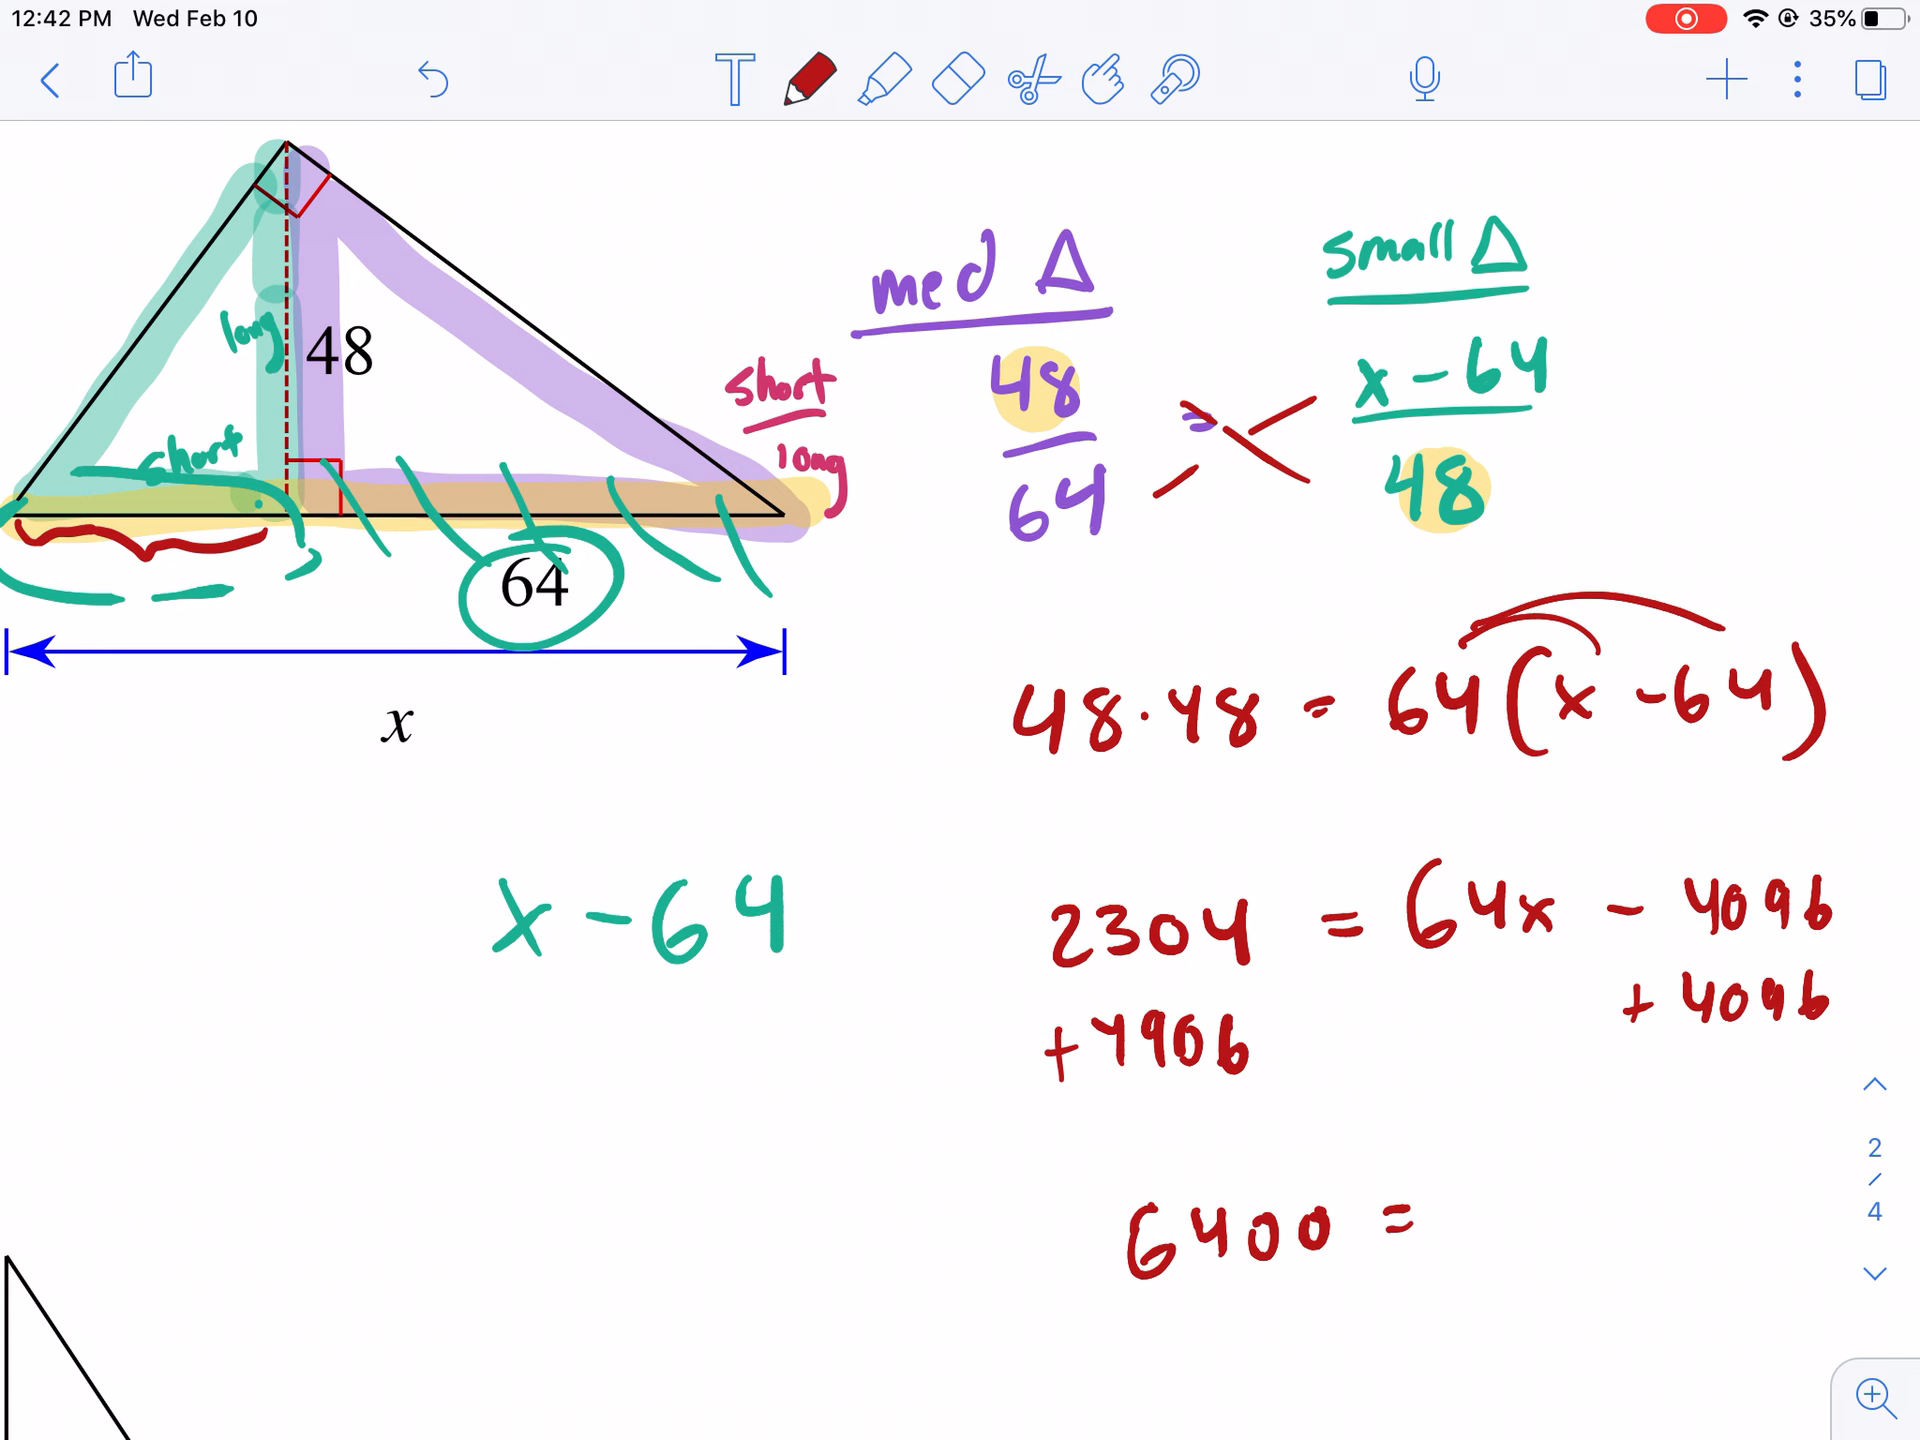 12:42 PM Wed Feb 10
35%
T
48
long
short
64
x
x - 64
short
long
med Δ
48
64
=
small Δ
x - 64
48
48 · 48 = 64(x - 64)
2304 = 64x - 4096
+4906 + 4096
6400 =
2
/
4